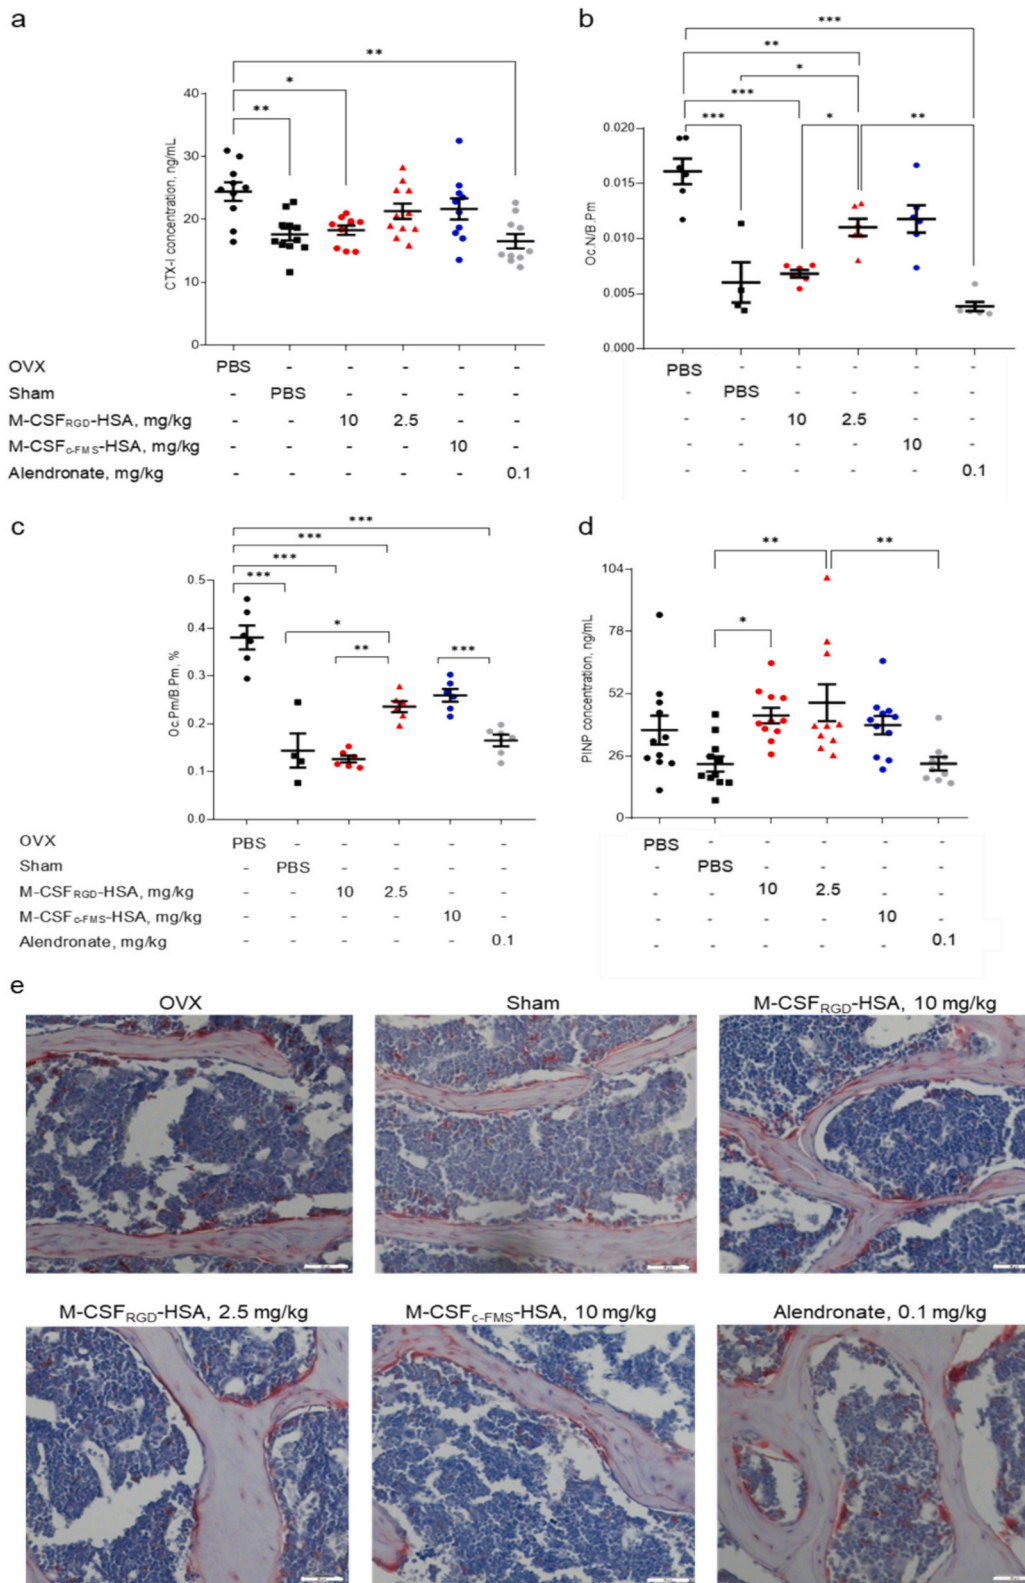 a
b
**
*
**
CTX-I concentration, ng/mL
40
30
20
10
0
OVX PBS - - - - -
Sham - PBS - - - -
M-CSFRGD-HSA, mg/kg - - 10 2.5 - -
M-CSFc-FMS-HSA, mg/kg - - - - 10 -
Alendronate, mg/kg - - - - - 0.1
***
**
*
***
***
*
**
Oc.N/B.Pm
0.020
0.015
0.010
0.005
0.000
PBS - - - - -
- PBS - - - -
- - 10 2.5 - -
- - - - 10 -
- - - - - 0.1
c
d
***
***
***
***
*
**
***
Oc.Pm/B.Pm, %
0.5
0.4
0.3
0.2
0.1
0.0
OVX PBS - - - - -
Sham - PBS - - - -
M-CSFRGD-HSA, mg/kg - - 10 2.5 - -
M-CSFc-FMS-HSA, mg/kg - - - - 10 -
Alendronate, mg/kg - - - - - 0.1
**
**
*
PINP concentration, ng/mL
104
78
52
26
0
PBS - - - - -
- PBS - - - -
- - 10 2.5 - -
- - - - 10 -
- - - - - 0.1
e
OVX
Sham
M-CSFRGD-HSA, 10 mg/kg
M-CSFRGD-HSA, 2.5 mg/kg
M-CSFc-FMS-HSA, 10 mg/kg
Alendronate, 0.1 mg/kg